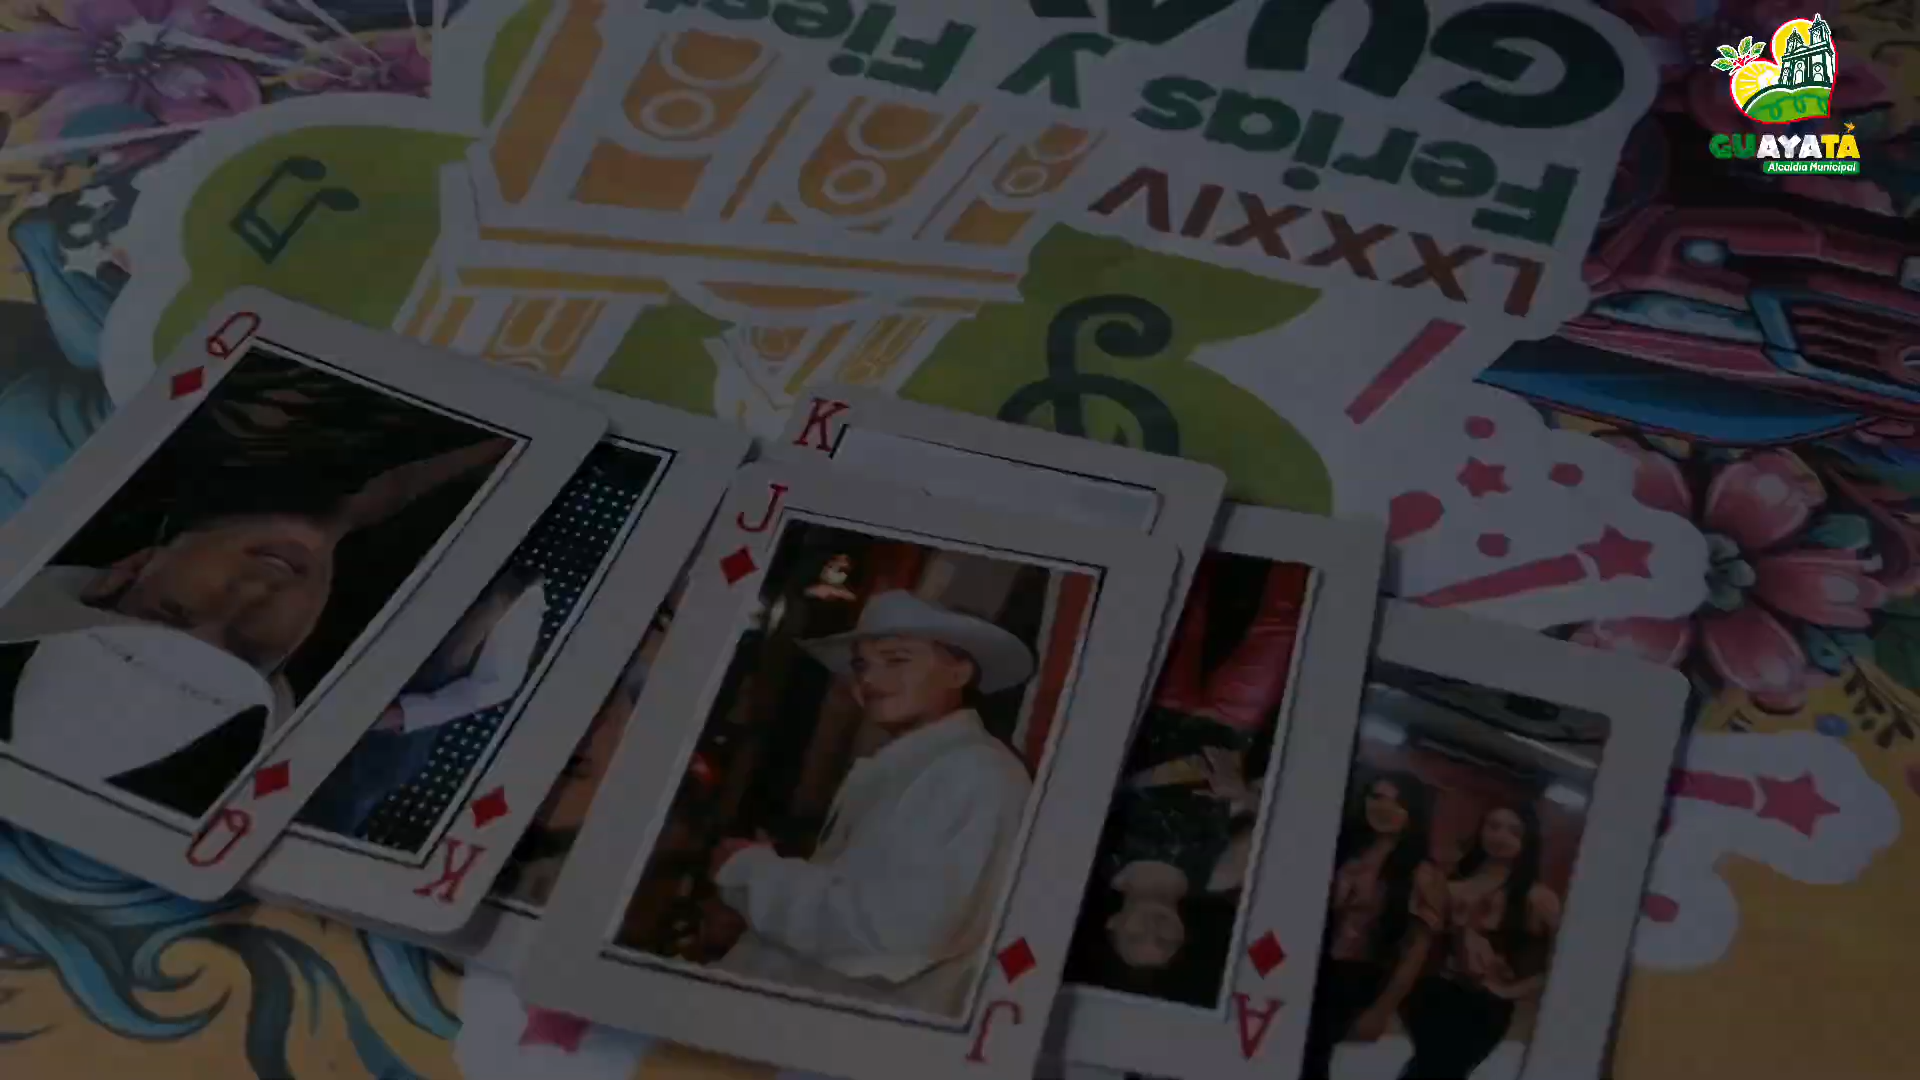 GUAYATÁ
Alcaldía Municipal
GUA
Ferias y Fiest
LXXXIV
Q
Q
K
K
J
J
A